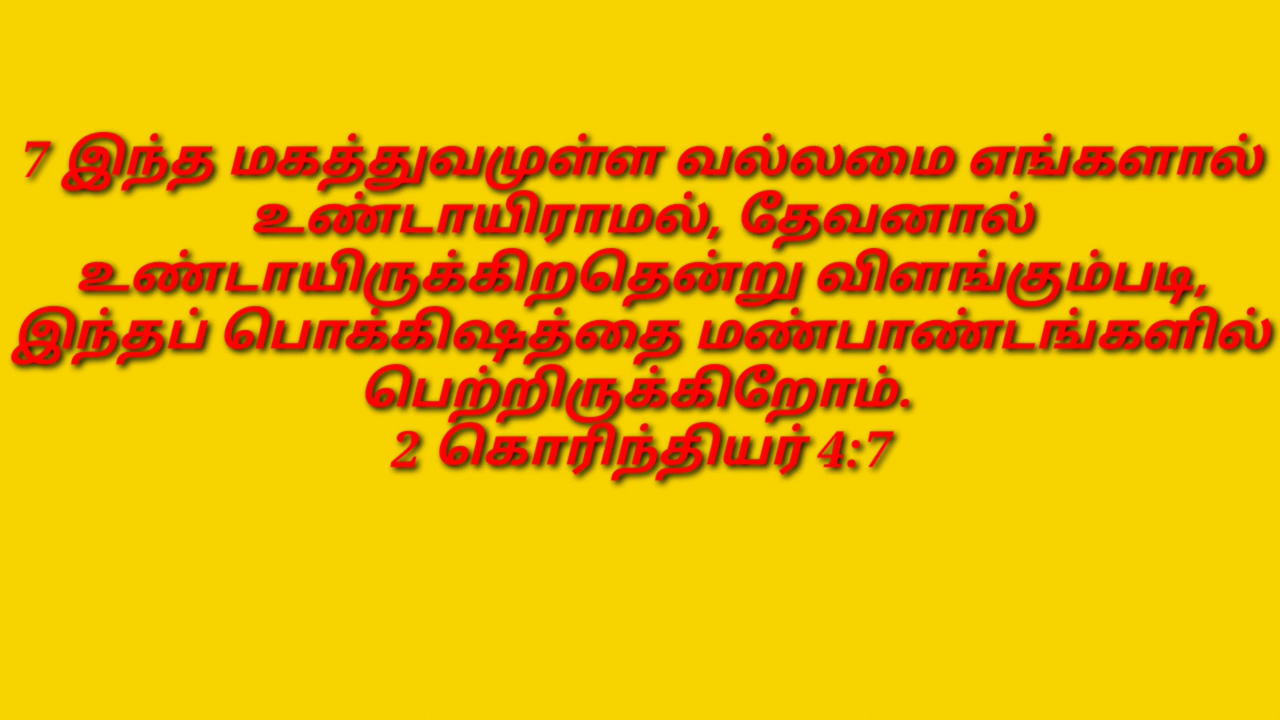 7 இந்த மகத்துவமுள்ள வல்லமை எங்களால்
உண்டாயிராமல், தேவனால்
உண்டாயிருக்கிறதென்று விளங்கும்படி,
இந்தப் பொக்கிஷத்தை மண்பாண்டங்களில்
பெற்றிருக்கிறோம்.
2 கொரிந்தியர் 4:7